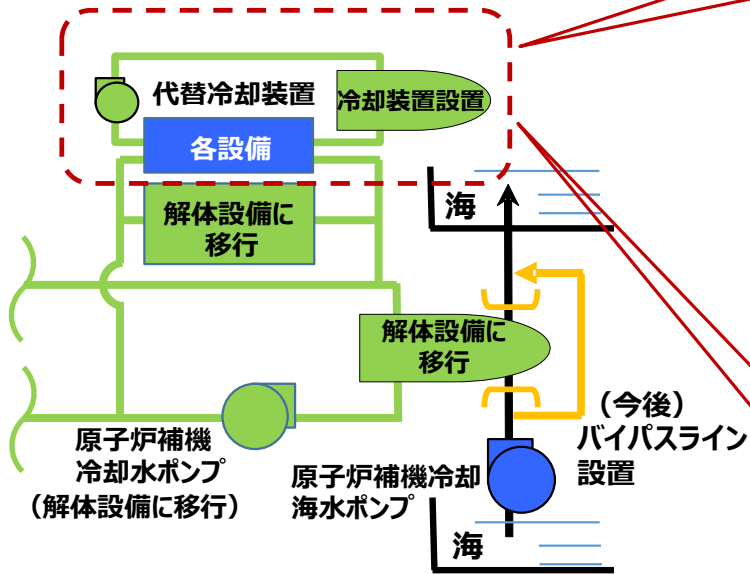 代替冷却装置
冷却装置設置
各設備
解体設備に
移行
海
解体設備に
移行
（今後）
バイパスライン
設置
原子炉補機
冷却水ポンプ
（解体設備に移行）
原子炉補機冷却
海水ポンプ
海